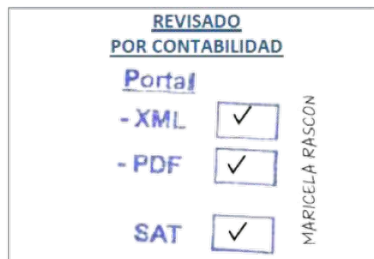 REVISADO
POR CONTABILIDAD
Portal
- XML
- PDF
SAT
MARICELA RASCON